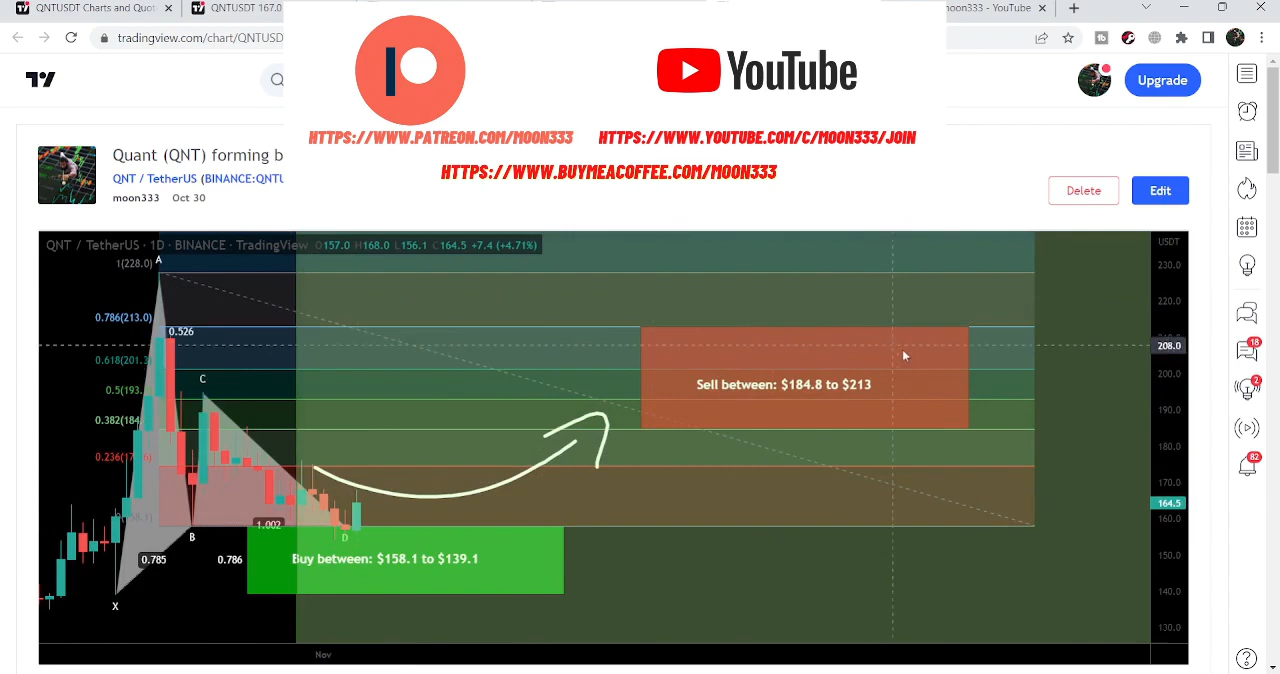 QNTUSDT Charts and Quot
QNTUSDT 167.0
noon333 - YouTube
tradingview.com/chart/QNTUSD
YouTube
Upgrade
HTTPS://WWW.PATREON.COM/MOON333
HTTPS://WWW.YOUTUBE.COM/C/MOON333/JOIN
HTTPS://WWW.BUYMEACOFFEE.COM/MOON333
Quant (QNT) forming b
QNT / TetherUS (BINANCE:QNTU
moon333 Oct 30
Delete
Edit
QNT / TetherUS · 1D · BINANCE · TradingView O157.0 H168.0 L156.1 C164.5 +7.4 (+4.71%)
USDT
1(228.0)
A
230.0
220.0
0.786(213.0)
0.526
208.0
18
0.618(201.3
200.0
C
Sell between: $184.8 to $213
2
0.5(193.
190.0
0.382(184
180.0
0.236(17
82
170.0
164.5
160.0
1.002
B
D
0.785
0.786
Buy between: $158.1 to $139.1
150.0
140.0
X
130.0
Nov